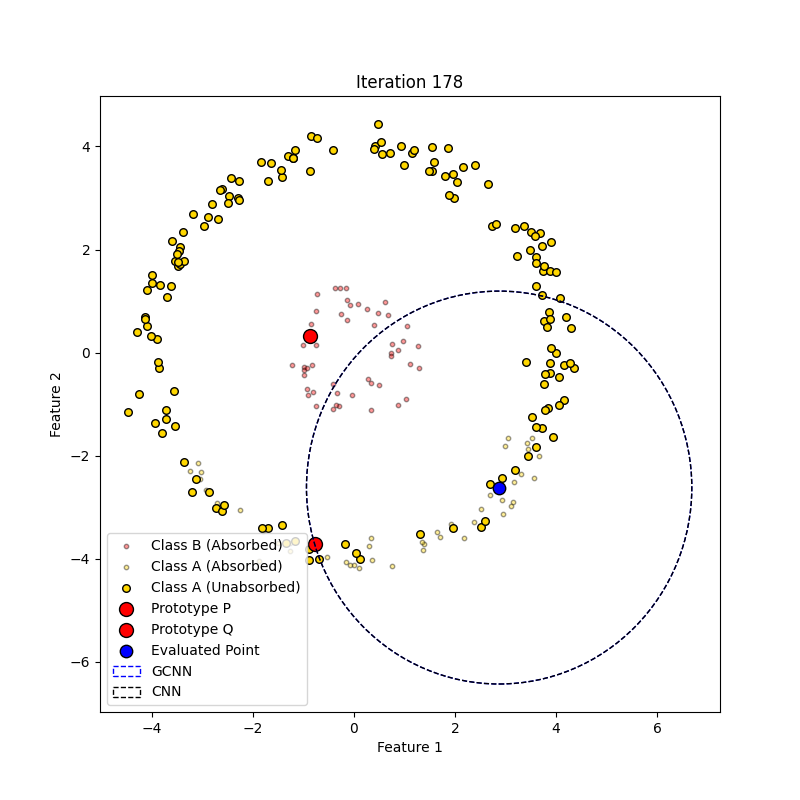 Iteration 178
Feature 2
4
2
0
−2
−4
−6
Class B (Absorbed)
Class A (Absorbed)
Class A (Unabsorbed)
Prototype P
Prototype Q
Evaluated Point
GCNN
CNN
−4 −2 0 2 4 6
Feature 1